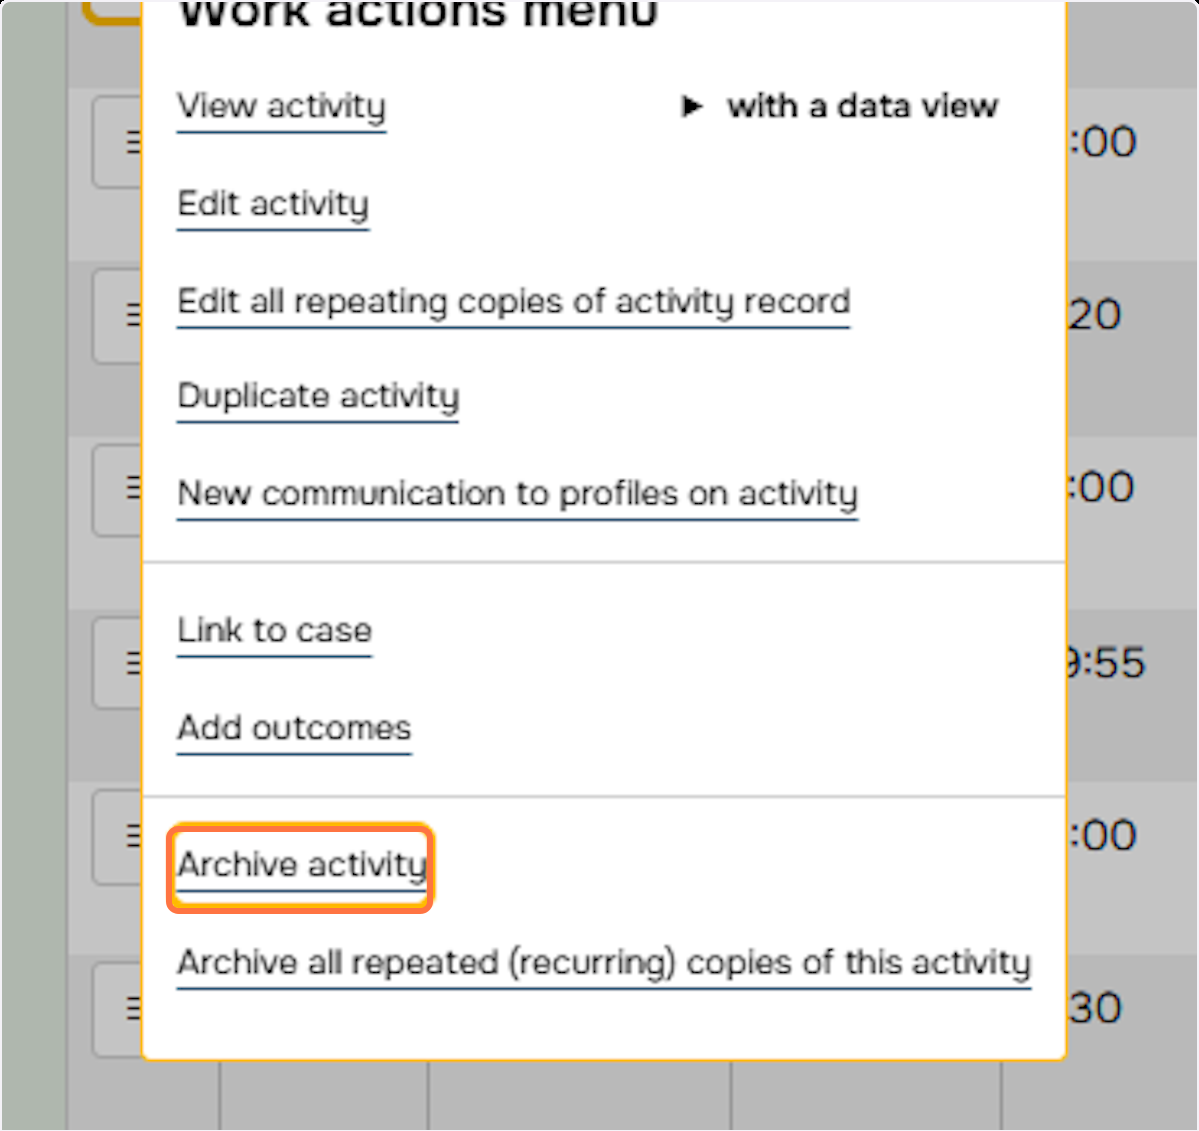 Work actions menu
View activity
▶ with a data view
:00
Edit activity
Edit all repeating copies of activity record
20
Duplicate activity
New communication to profiles on activity
:00
Link to case
9:55
Add outcomes
Archive activity
:00
Archive all repeated (recurring) copies of this activity
30